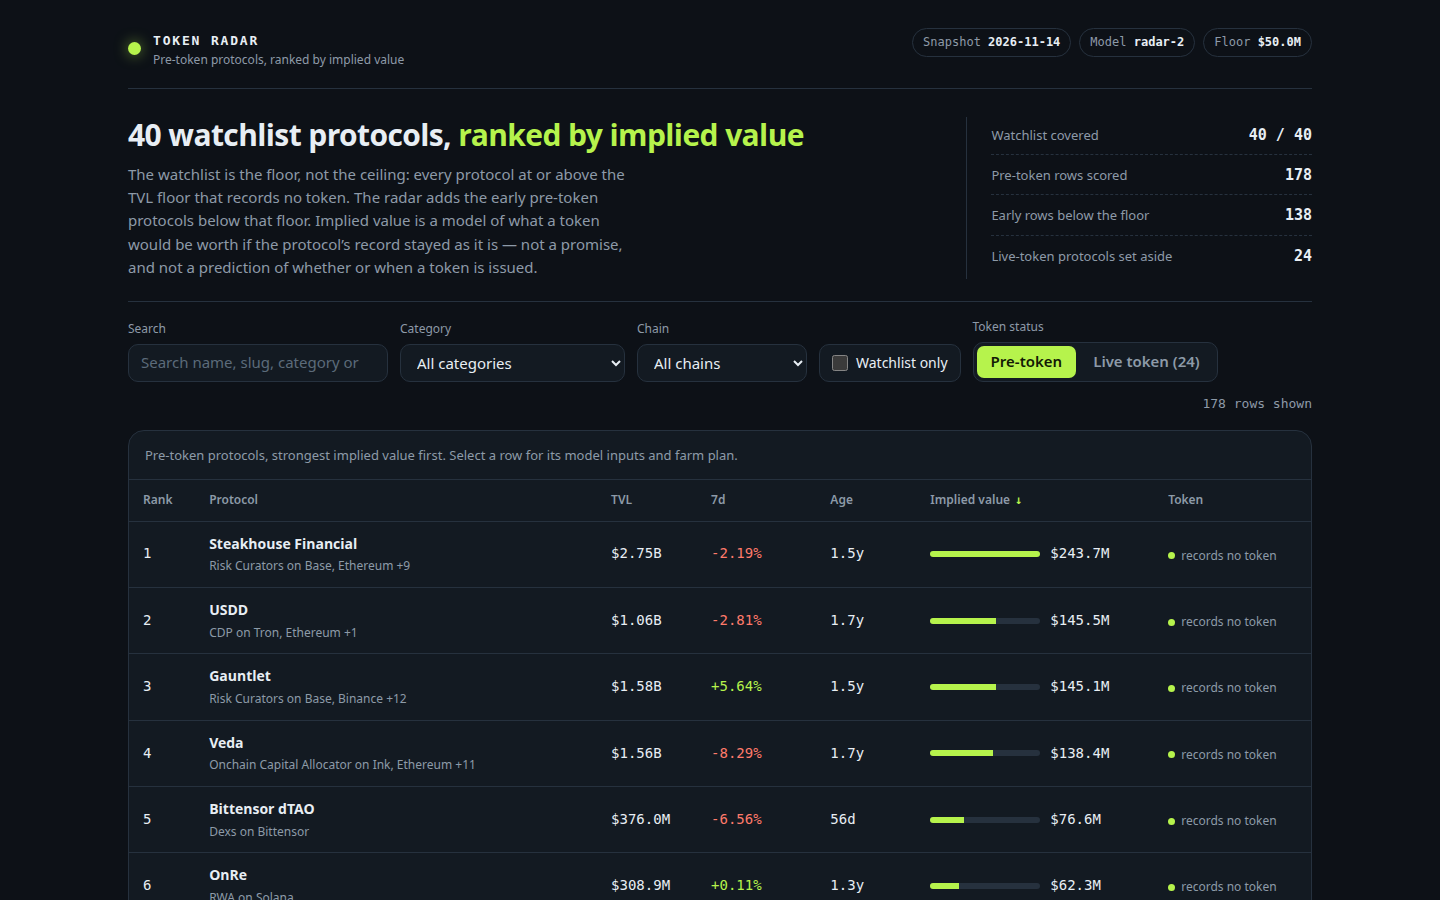 TOKEN RADAR
Pre-token protocols, ranked by implied value
Snapshot 2026-11-14
Model radar-2
Floor $50.0M
40 watchlist protocols, ranked by implied value
The watchlist is the floor, not the ceiling: every protocol at or above the
TVL floor that records no token. The radar adds the early pre-token
protocols below that floor. Implied value is a model of what a token
would be worth if the protocol’s record stayed as it is — not a promise,
and not a prediction of whether or when a token is issued.
Watchlist covered 40 / 40
Pre-token rows scored 178
Early rows below the floor 138
Live-token protocols set aside 24
Search
Category
Chain
Token status
Search name, slug, category or
All categories
All chains
Watchlist only
Pre-token
Live token (24)
178 rows shown
Pre-token protocols, strongest implied value first. Select a row for its model inputs and farm plan.
Rank Protocol TVL 7d Age Implied value ↓ Token
1 Steakhouse Financial $2.75B -2.19% 1.5y $243.7M records no token
Risk Curators on Base, Ethereum +9
2 USDD $1.06B -2.81% 1.7y $145.5M records no token
CDP on Tron, Ethereum +1
3 Gauntlet $1.58B +5.64% 1.5y $145.1M records no token
Risk Curators on Base, Binance +12
4 Veda $1.56B -8.29% 1.7y $138.4M records no token
Onchain Capital Allocator on Ink, Ethereum +11
5 Bittensor dTAO $376.0M -6.56% 56d $76.6M records no token
Dexs on Bittensor
6 OnRe $308.9M +0.11% 1.3y $62.3M records no token
RWA on Solana